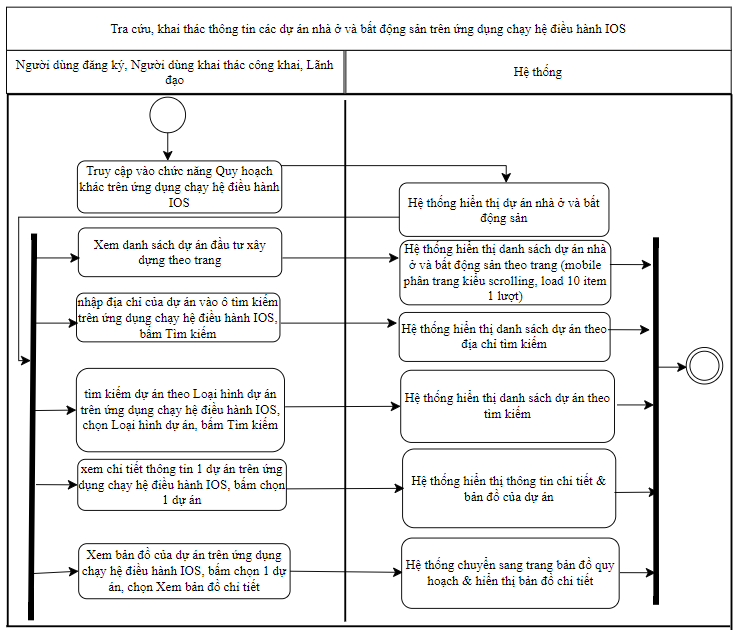 Tra cứu, khai thác thông tin các dự án nhà ở và bất động sản trên ứng dụng chạy hệ điều hành IOS
Người dùng đăng ký, Người dùng khai thác công khai, Lãnh
đạo
Hệ thống
Truy cập vào chức năng Quy hoạch
khác trên ứng dụng chạy hệ điều hành
IOS
Hệ thống hiển thị dự án nhà ở và bất
động sản
Xem danh sách dự án đầu tư xây
dựng theo trang
Hệ thống hiển thị danh sách dự án nhà
ở và bất động sản theo trang (mobile
phân trang kiểu scrolling, load 10 item
1 lượt)
nhập địa chỉ của dự án vào ô tìm kiếm
trên ứng dụng chạy hệ điều hành IOS,
bấm Tìm kiếm
Hệ thống hiển thị danh sách dự án theo
địa chỉ tìm kiếm
tìm kiếm dự án theo Loại hình dự án
trên ứng dụng chạy hệ điều hành IOS,
chọn Loại hình dự án, bấm Tìm kiếm
Hệ thống hiển thị danh sách dự án theo
tìm kiếm
xem chi tiết thông tin 1 dự án trên ứng
dụng chạy hệ điều hành IOS, bấm chọn
1 dự án
Hệ thống hiển thị thông tin chi tiết &
bản đồ của dự án
Xem bản đồ của dự án trên ứng dụng
chạy hệ điều hành IOS, bấm chọn 1 dự
án, chọn Xem bản đồ chi tiết
Hệ thống chuyển sang trang bản đồ quy
hoạch & hiển thị bản đồ chi tiết